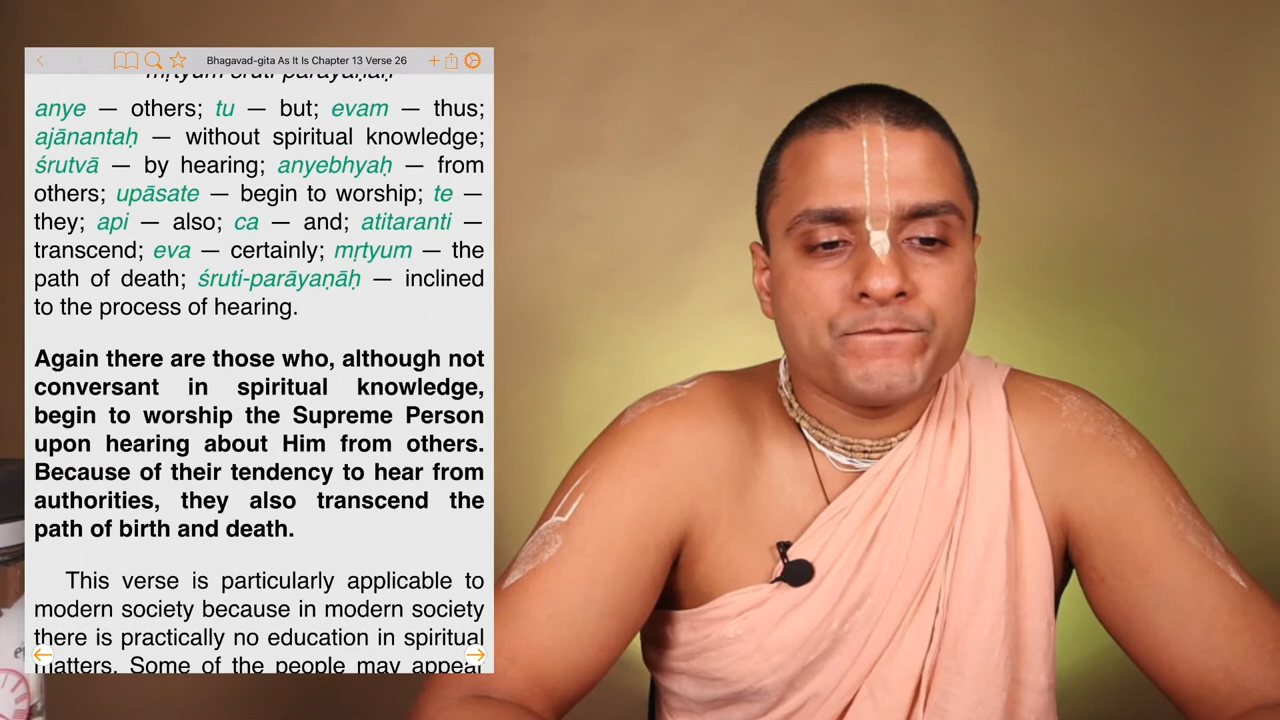 Bhagavad-gita As It Is Chapter 13 Verse 26
mṛtyuṁ śruti-parāyaṇāḥ
anye — others; tu — but; evam — thus;
ajānantaḥ — without spiritual knowledge;
śrutvā — by hearing; anyebhyaḥ — from
others; upāsate — begin to worship; te —
they; api — also; ca — and; atitaranti —
transcend; eva — certainly; mṛtyum — the
path of death; śruti-parāyaṇāḥ — inclined
to the process of hearing.
Again there are those who, although not
conversant in spiritual knowledge,
begin to worship the Supreme Person
upon hearing about Him from others.
Because of their tendency to hear from
authorities, they also transcend the
path of birth and death.
This verse is particularly applicable to
modern society because in modern society
there is practically no education in spiritual
matters. Some of the people may appear